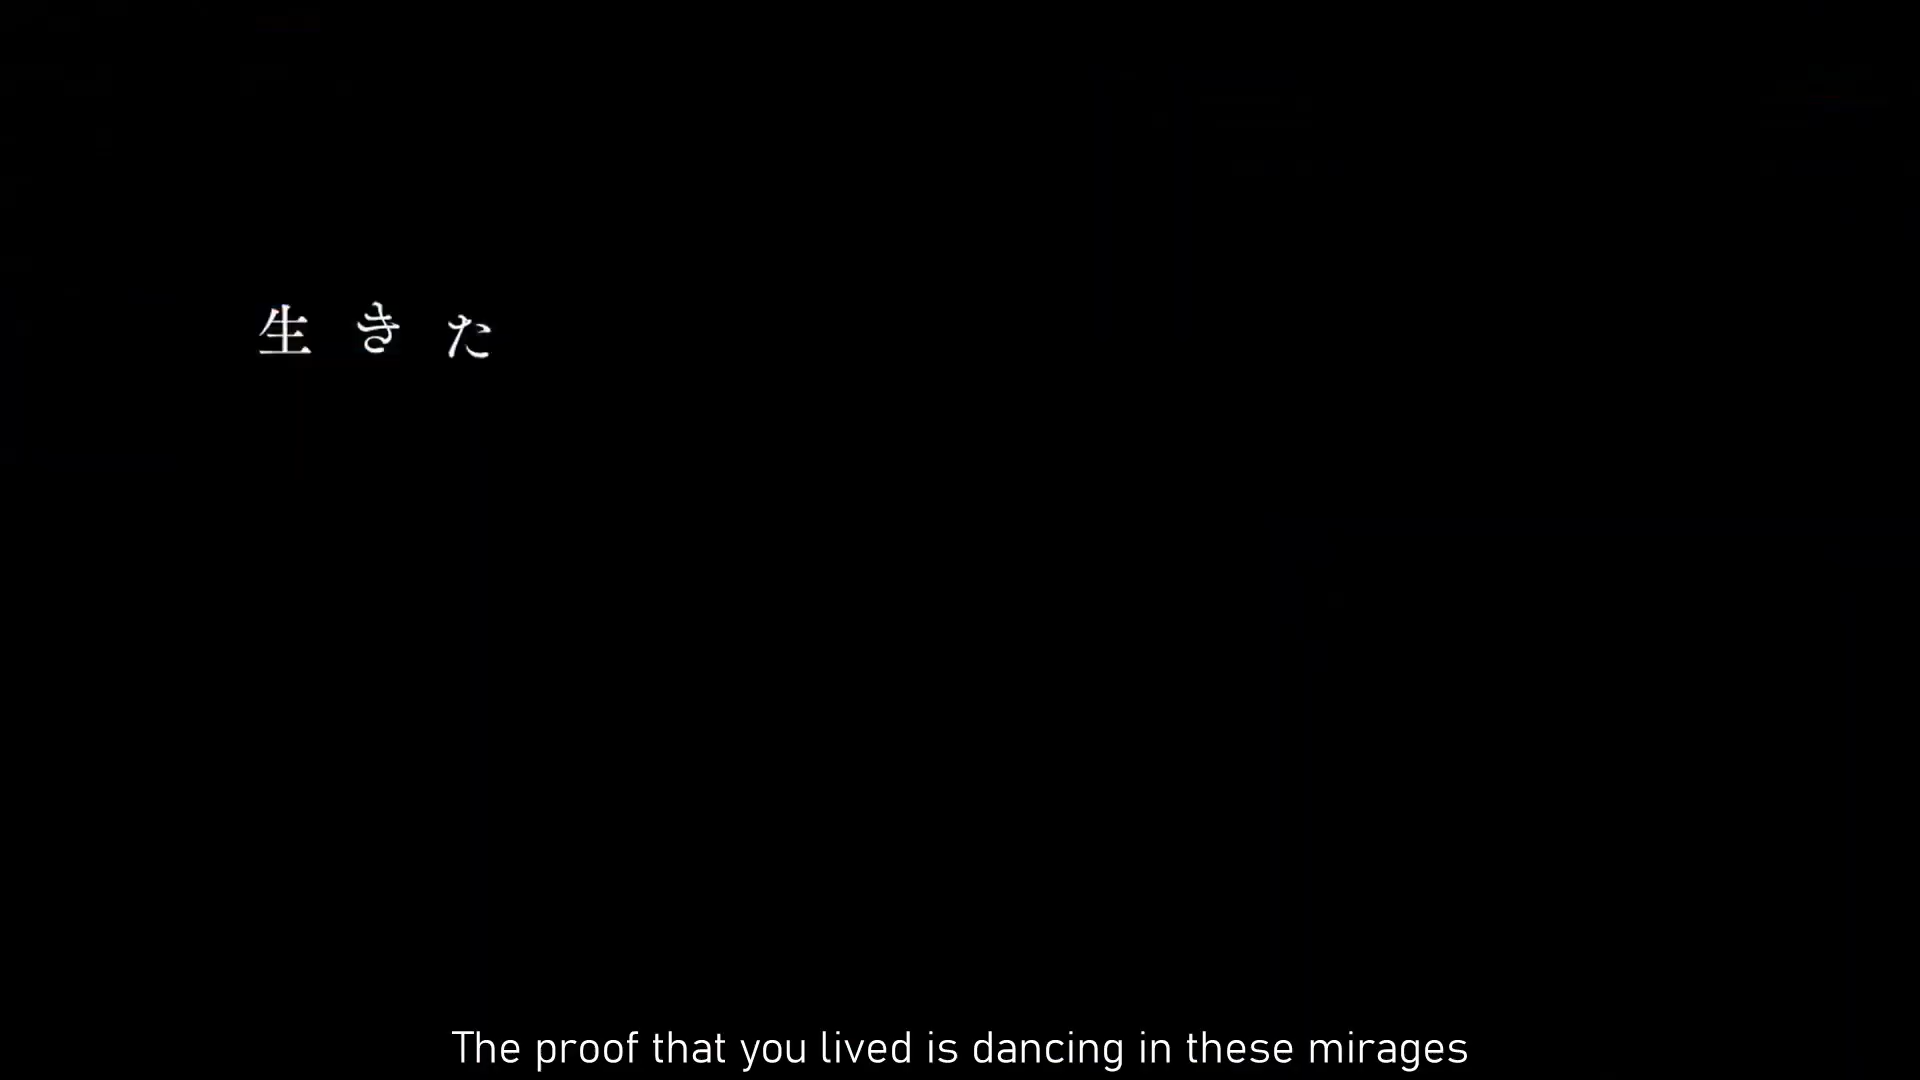 生きた
The proof that you lived is dancing in these mirages